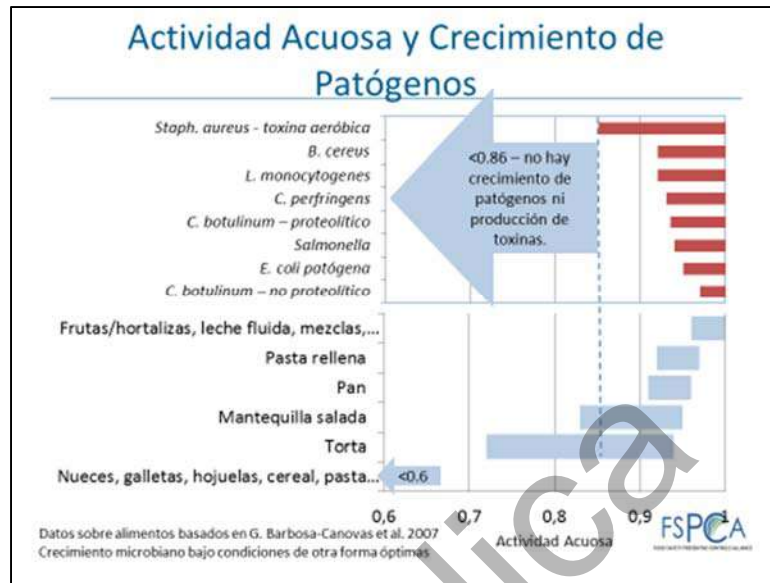 Actividad Acuosa y Crecimiento de
Patógenos
Staph. aureus - toxina aeróbica
B. cereus
L. monocytogenes
C. perfringens
C. botulinum – proteolítico
Salmonella
E. coli patógena
C. botulinum – no proteolítico
<0.86 – no hay
crecimiento de
patógenos ni
producción de
toxinas.
Frutas/hortalizas, leche fluida, mezclas,...
Pasta rellena
Pan
Mantequilla salada
Torta
Nueces, galletas, hojuelas, cereal, pasta...
<0.6
0,6 0,7 0,8 0,9 1
Actividad Acuosa
Datos sobre alimentos basados en G. Barbosa-Canovas et al. 2007
Crecimiento microbiano bajo condiciones de otra forma óptimas
FSPCA